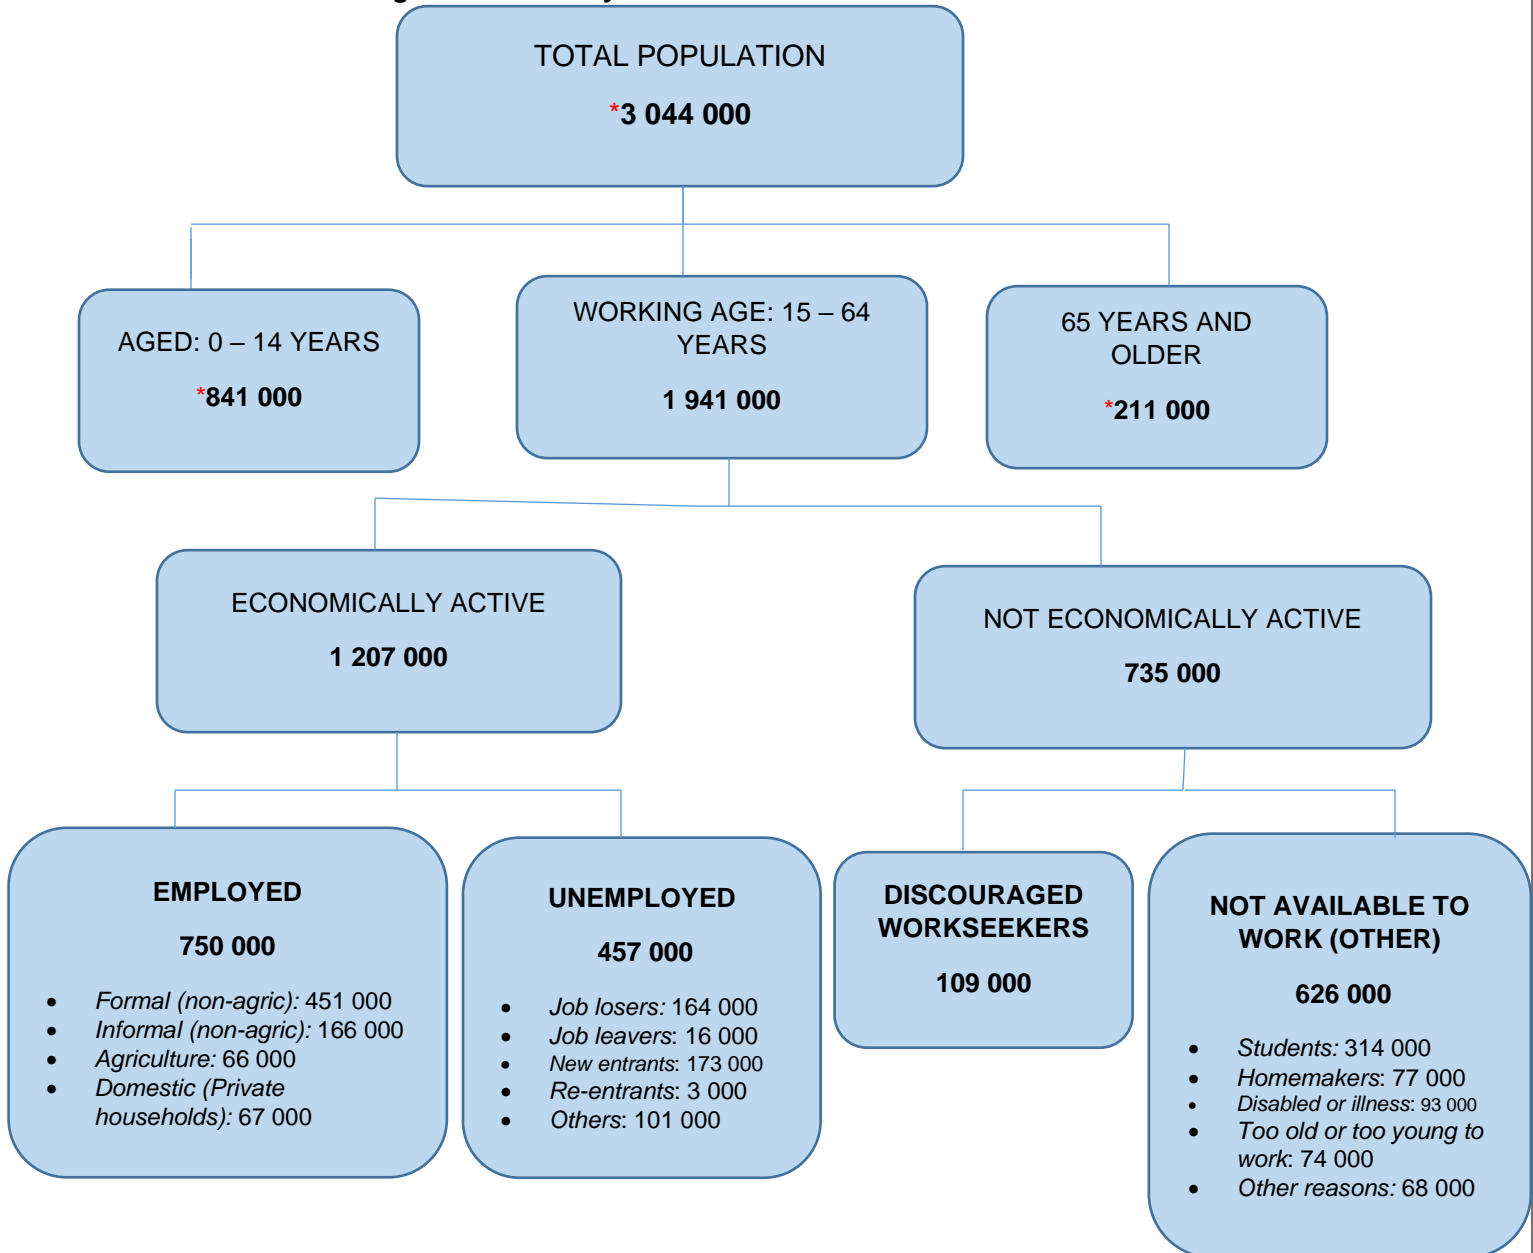 TOTAL POPULATION
*3 044 000
AGED: 0 – 14 YEARS
*841 000
WORKING AGE: 15 – 64
YEARS
1 941 000
65 YEARS AND
OLDER
*211 000
ECONOMICALLY ACTIVE
1 207 000
NOT ECONOMICALLY ACTIVE
735 000
EMPLOYED
750 000
• Formal (non-agric): 451 000
• Informal (non-agric): 166 000
• Agriculture: 66 000
• Domestic (Private
households): 67 000
UNEMPLOYED
457 000
• Job losers: 164 000
• Job leavers: 16 000
• New entrants: 173 000
• Re-entrants: 3 000
• Others: 101 000
DISCOURAGED
WORKSEEKERS
109 000
NOT AVAILABLE TO
WORK (OTHER)
626 000
• Students: 314 000
• Homemakers: 77 000
• Disabled or illness: 93 000
• Too old or too young to
work: 74 000
• Other reasons: 68 000